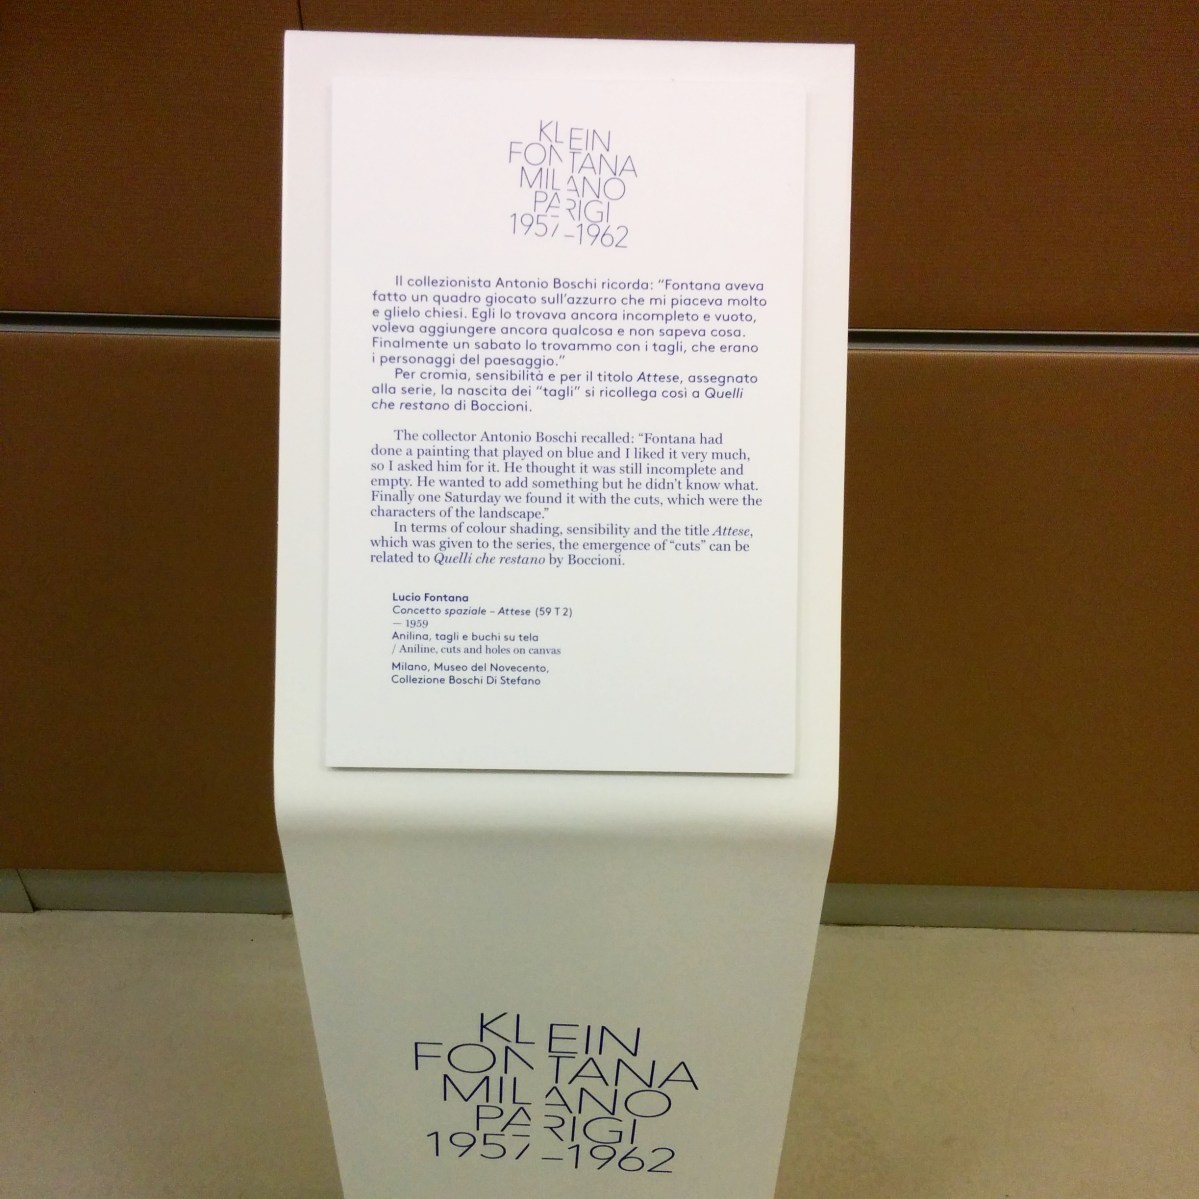 KLEIN
FONTANA
MILANO
PARIGI
1957–1962
Il collezionista Antonio Boschi ricorda: “Fontana aveva
fatto un quadro giocato sull’azzurro che mi piaceva molto
e glielo chiesi. Egli lo trovava ancora incompleto e vuoto,
voleva aggiungere ancora qualcosa e non sapeva cosa.
Finalmente un sabato lo trovammo con i tagli, che erano
i personaggi del paesaggio.”
Per cromia, sensibilità e per il titolo Attese, assegnato
alla serie, la nascita dei “tagli” si ricollega così a Quelli
che restano di Boccioni.
The collector Antonio Boschi recalled: “Fontana had
done a painting that played on blue and I liked it very much,
so I asked him for it. He thought it was still incomplete and
empty. He wanted to add something but he didn’t know what.
Finally one Saturday we found it with the cuts, which were the
characters of the landscape.”
In terms of colour shading, sensibility and the title Attese,
which was given to the series, the emergence of “cuts” can be
related to Quelli che restano by Boccioni.
Lucio Fontana
Concetto spaziale – Attese (59 T 2)
— 1959
Anilina, tagli e buchi su tela
/ Aniline, cuts and holes on canvas
Milano, Museo del Novecento,
Collezione Boschi Di Stefano
KLEIN
FONTANA
MILANO
PARIGI
1957–1962